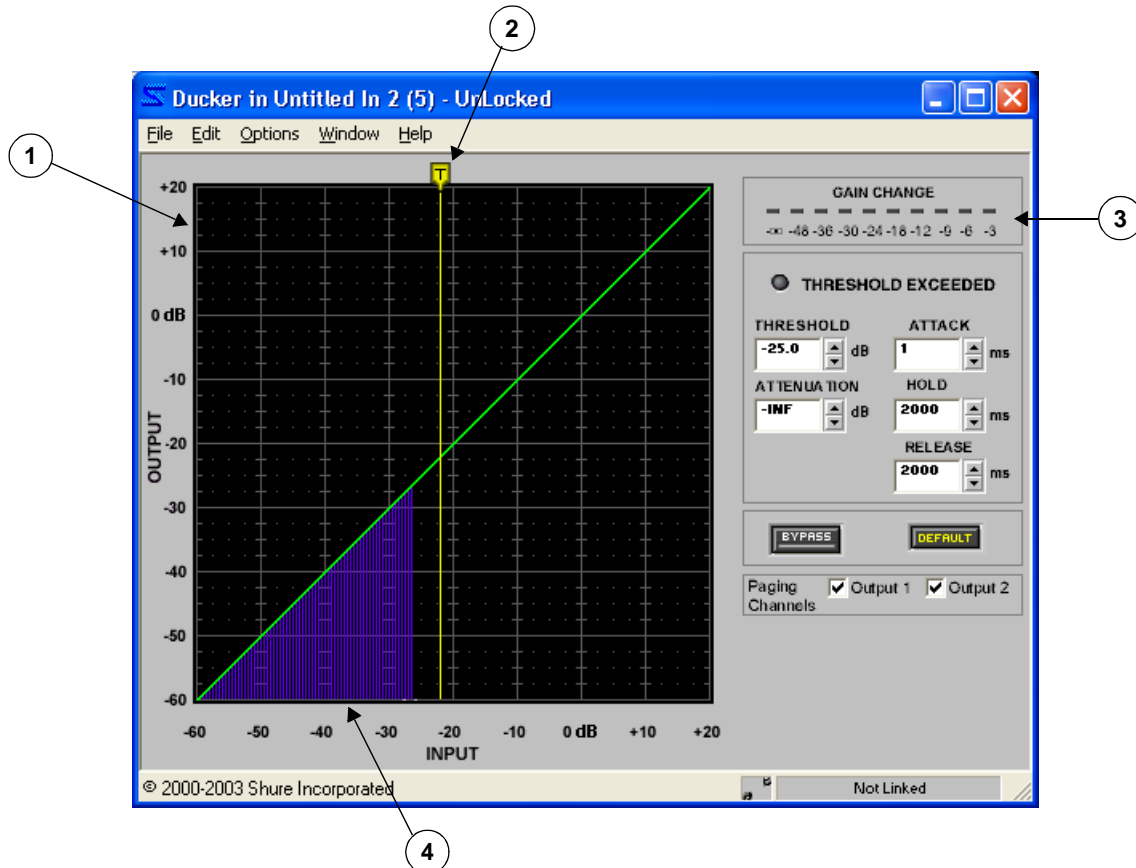 2
Ducker in Untitled In 2 (5) - UnLocked
File Edit Options Window Help
1
T
+20
+10
0 dB
-10
-20
-30
-40
-50
-60
OUTPUT
-60 -50 -40 -30 -20 -10 0 dB +10 +20
INPUT
GAIN CHANGE
-∞ -48 -36 -30 -24 -18 -12 -9 -6 -3
3
THRESHOLD EXCEEDED
THRESHOLD ATTACK
-25.0 dB 1 ms
ATTENUATION HOLD
-INF dB 2000 ms
RELEASE
2000 ms
BYPASS DEFAULT
Paging Channels Output 1 Output 2
© 2000-2003 Shure Incorporated
Not Linked
4